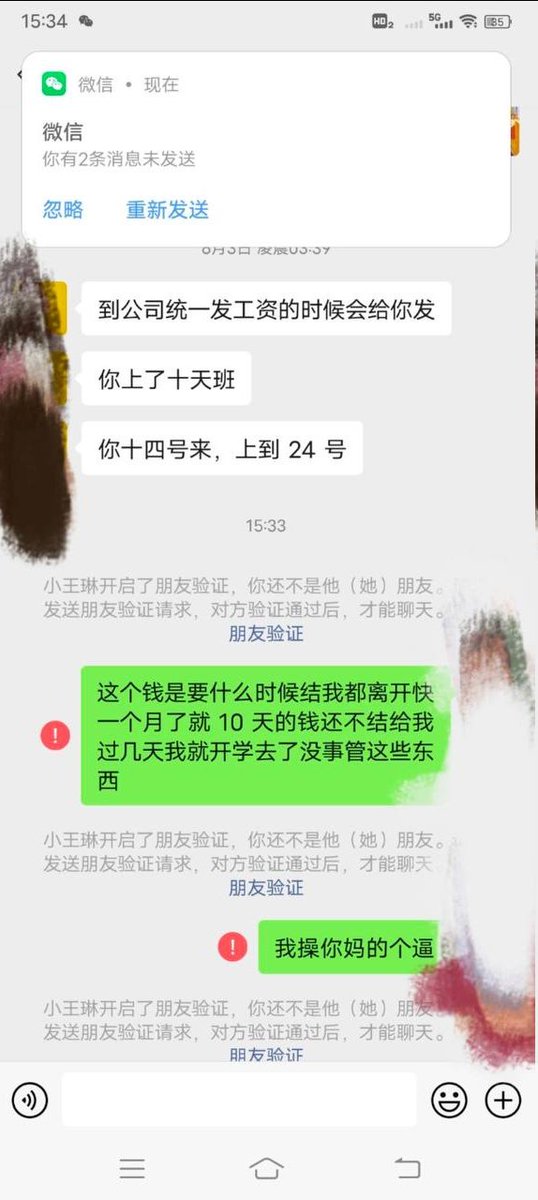 15:34
HD2
5G
85
微信 • 现在
微信
你有2条消息未发送
忽略 重新发送
8月3日 凌晨03:39
到公司统一发工资的时候会给你发
你上了十天班
你十四号来，上到 24 号
15:33
小王琳开启了朋友验证，你还不是他（她）朋友。
发送朋友验证请求，对方验证通过后，才能聊天。
朋友验证
这个钱是要什么时候结我都离开快
一个月了就 10 天的钱还不结给我
过几天我就开学去了没事管这些东
西
小王琳开启了朋友验证，你还不是他（她）朋友。
发送朋友验证请求，对方验证通过后，才能聊天
朋友验证
我操你妈的个逼
小王琳开启了朋友验证，你还不是他（她）朋友
发送朋友验证请求，对方验证通过后，才能聊天。
朋友验证